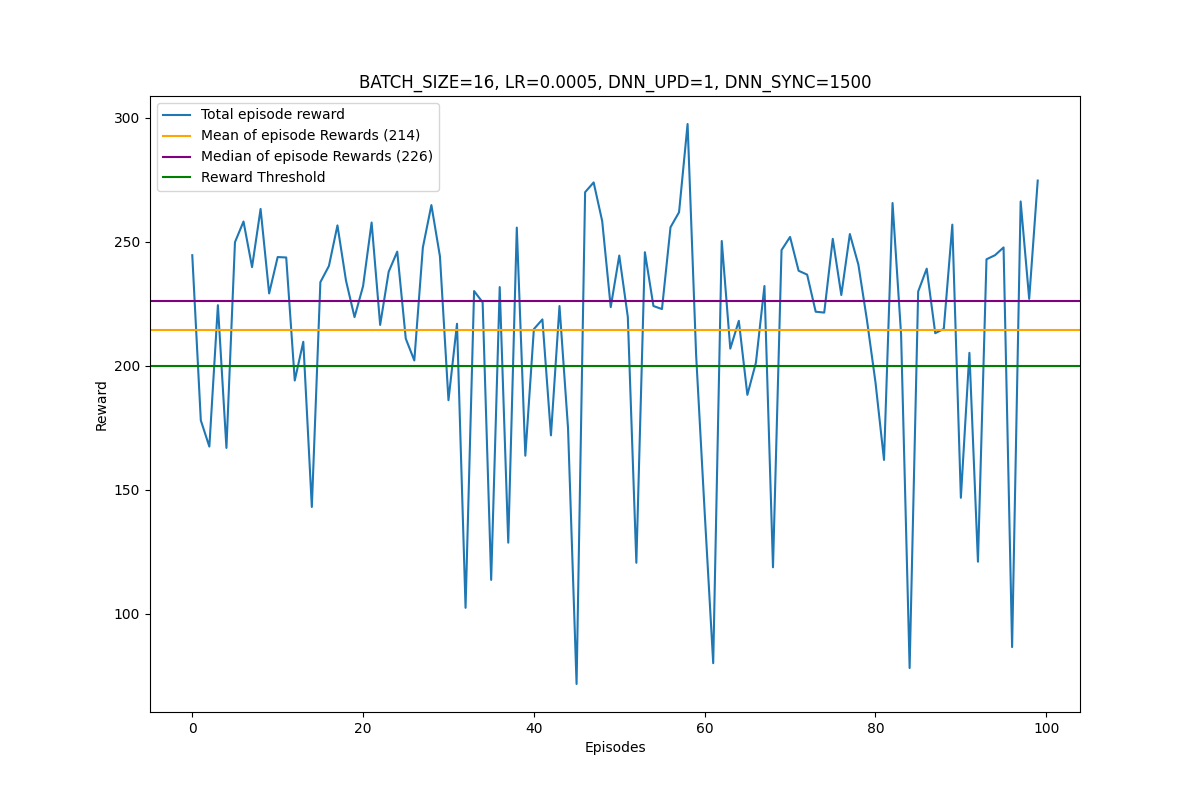 BATCH_SIZE=16, LR=0.0005, DNN_UPD=1, DNN_SYNC=1500
Total episode reward
Mean of episode Rewards (214)
Median of episode Rewards (226)
Reward Threshold
300
250
200
150
100
Reward
0 20 40 60 80 100
Episodes